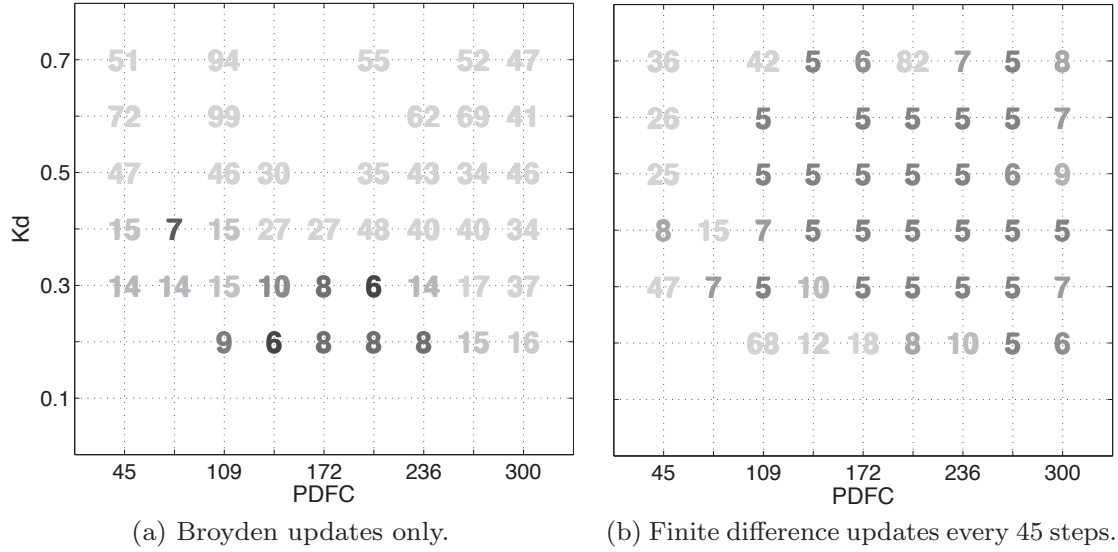 0.7 51 94 55 52 47
0.6 72 99 62 69 41
0.5 47 46 30 35 43 34 46
0.4 15 7 15 27 27 48 40 40 34
0.3 14 14 15 10 8 6 14 17 37
9 6 8 8 8 15 16
0.1
Kd
45 109 172 236 300
PDFC
(a) Broyden updates only.
36 42 5 6 82 7 5 8
26 5 5 5 5 5 7
25 5 5 5 5 5 6 9
8 15 7 5 5 5 5 5 5
47 7 5 10 5 5 5 5 7
68 12 18 8 10 5 6
45 109 172 236 300
PDFC
(b) Finite difference updates every 45 steps.